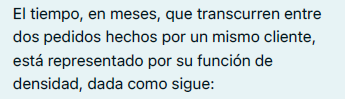 El tiempo, en meses, que transcurren entre
dos pedidos hechos por un mismo cliente,
está representado por su función de
densidad, dada como sigue: